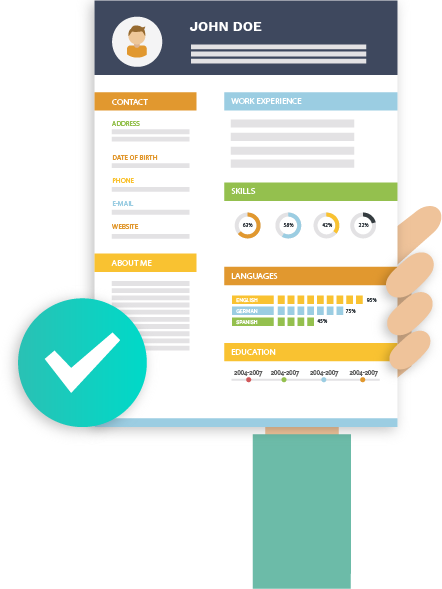 JOHN DOE
CONTACT
ADDRESS
DATE OF BIRTH
PHONE
E-MAIL
WEBSITE
ABOUT ME
WORK EXPERIENCE
SKILLS
63% 58% 42% 22%
LANGUAGES
ENGLISH 95%
GERMAN 75%
SPANISH 45%
EDUCATION
2004-2007 2004-2007 2004-2007 2004-2007